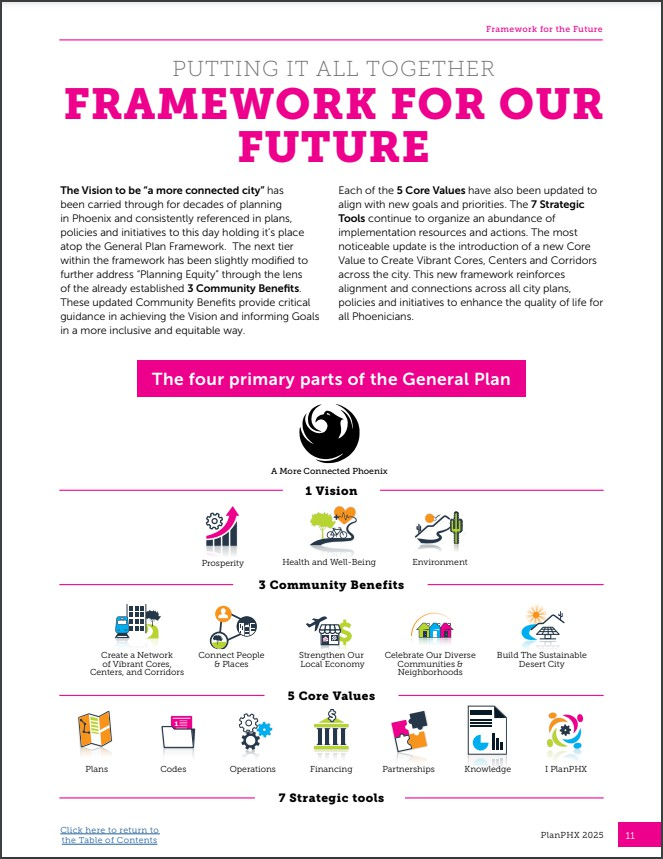 Framework for the Future
PUTTING IT ALL TOGETHER
FRAMEWORK FOR OUR
FUTURE
The Vision to be “a more connected city” has
been carried through for decades of planning
in Phoenix and consistently referenced in plans,
policies and initiatives to this day holding it's place
atop the General Plan Framework. The next tier
within the framework has been slightly modified to
further address “Planning Equity” through the lens
of the already established 3 Community Benefits.
These updated Community Benefits provide critical
guidance in achieving the Vision and informing Goals
in a more inclusive and equitable way.
Each of the 5 Core Values have also been updated to
align with new goals and priorities. The 7 Strategic
Tools continue to organize an abundance of
implementation resources and actions. The most
noticeable update is the introduction of a new Core
Value to Create Vibrant Cores, Centers and Corridors
across the city. This new framework reinforces
alignment and connections across all city plans,
policies and initiatives to enhance the quality of life for
all Phoenicians.
The four primary parts of the General Plan
A More Connected Phoenix
1 Vision
Prosperity
Health and Well-Being
Environment
3 Community Benefits
Create a Network
of Vibrant Cores,
Centers, and Corridors
Connect People
& Places
Strengthen Our
Local Economy
Celebrate Our Diverse
Communities &
Neighborhoods
Build The Sustainable
Desert City
5 Core Values
Plans
Codes
Operations
Financing
Partnerships
Knowledge
I PlanPHX
7 Strategic tools
Click here to return to
the Table of Contents
PlanPHX 2025
11